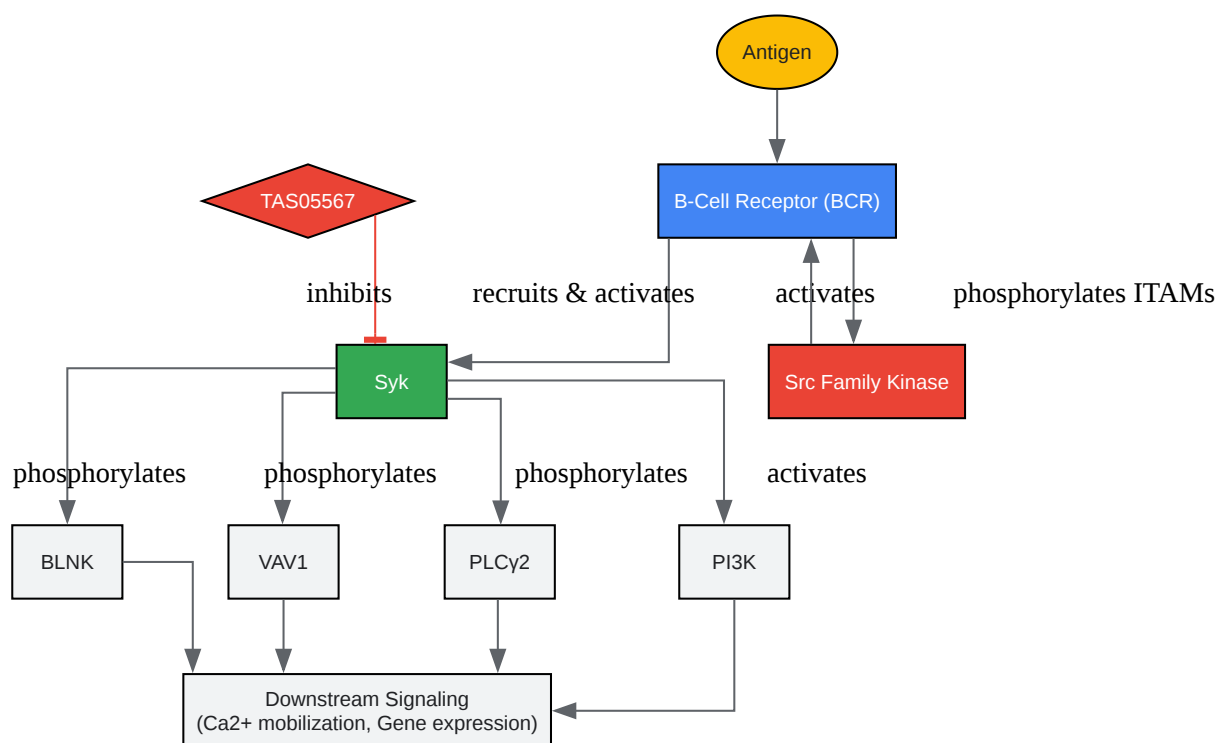 Antigen
TAS05567
B-Cell Receptor (BCR)
inhibits
recruits & activates
activates
phosphorylates ITAMs
Syk
Src Family Kinase
phosphorylates
phosphorylates
phosphorylates
activates
BLNK
VAV1
PLCγ2
PI3K
Downstream Signaling
(Ca2+ mobilization, Gene expression)